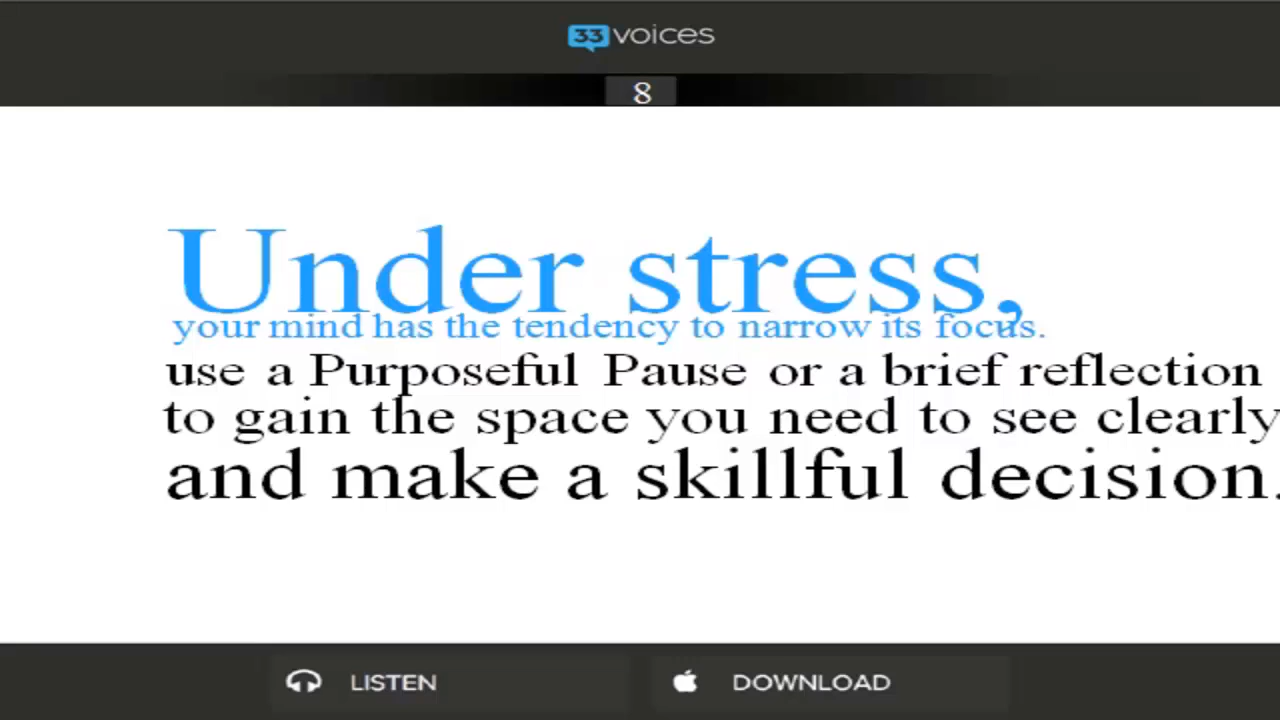 33voices
8
Under stress,
your mind has the tendency to narrow its focus.
use a Purposeful Pause or a brief reflection
to gain the space you need to see clearly
and make a skillful decision.
LISTEN
DOWNLOAD